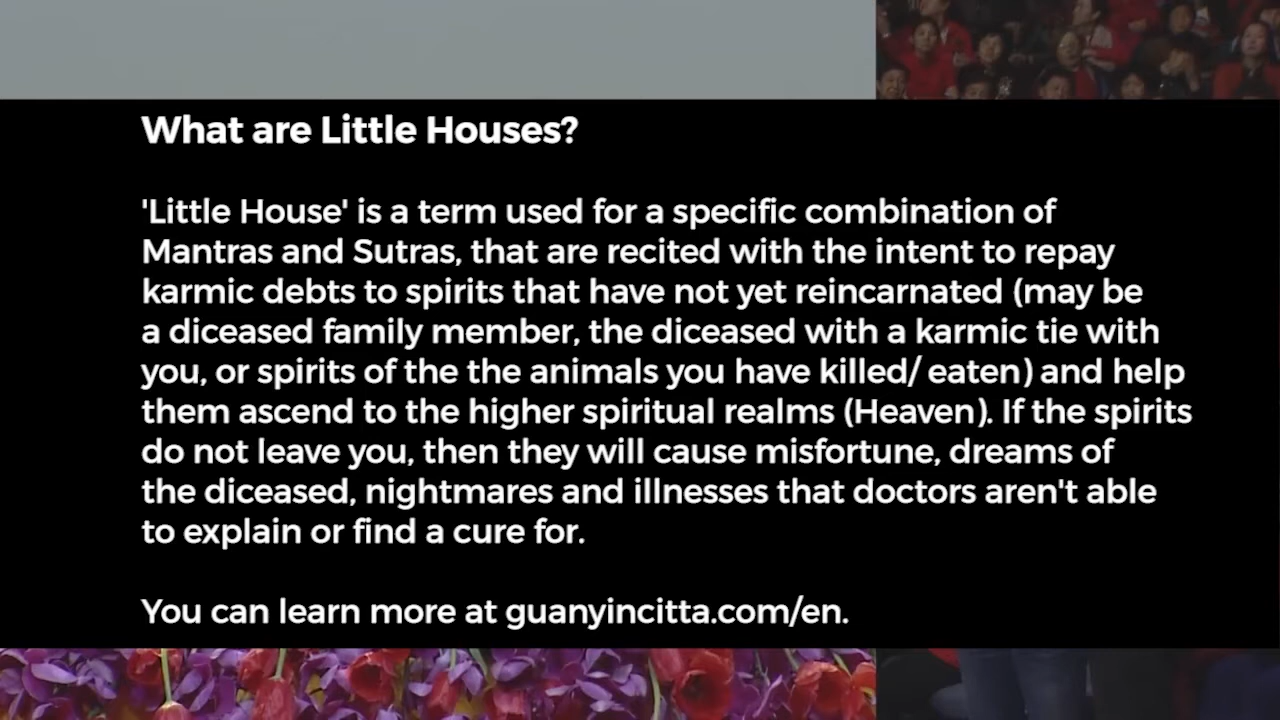 What are Little Houses?
'Little House' is a term used for a specific combination of
Mantras and Sutras, that are recited with the intent to repay
karmic debts to spirits that have not yet reincarnated (may be
a diceased family member, the diceased with a karmic tie with
you, or spirits of the the animals you have killed/ eaten) and help
them ascend to the higher spiritual realms (Heaven). If the spirits
do not leave you, then they will cause misfortune, dreams of
the diceased, nightmares and illnesses that doctors aren't able
to explain or find a cure for.
You can learn more at guanyincitta.com/en.